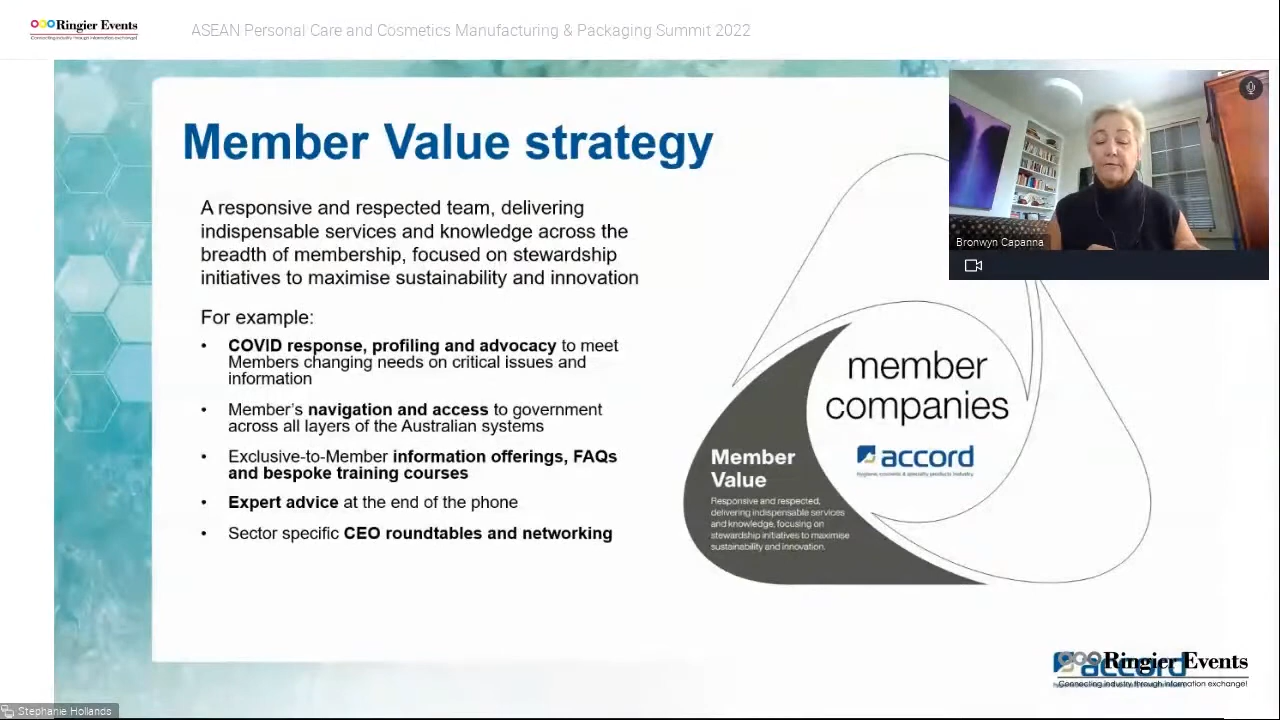 Ringier Events
Connecting industry through information exchange!
ASEAN Personal Care and Cosmetics Manufacturing & Packaging Summit 2022
Member Value strategy
A responsive and respected team, delivering
indispensable services and knowledge across the
breadth of membership, focused on stewardship
initiatives to maximise sustainability and innovation
For example:
• COVID response, profiling and advocacy to meet
Members changing needs on critical issues and
information
• Member's navigation and access to government
across all layers of the Australian systems
• Exclusive-to-Member information offerings, FAQs
and bespoke training courses
• Expert advice at the end of the phone
• Sector specific CEO roundtables and networking
Bronwyn Capanna
member
companies
accord
Hygiene, cosmetic & specialty products industry
Member
Value
Responsive and respected,
delivering indispensable services
and knowledge, focusing on
stewardship initiatives to maximise
sustainability and innovation.
accord
Ringier Events
Connecting industry through information exchange!
Stephanie Hollands